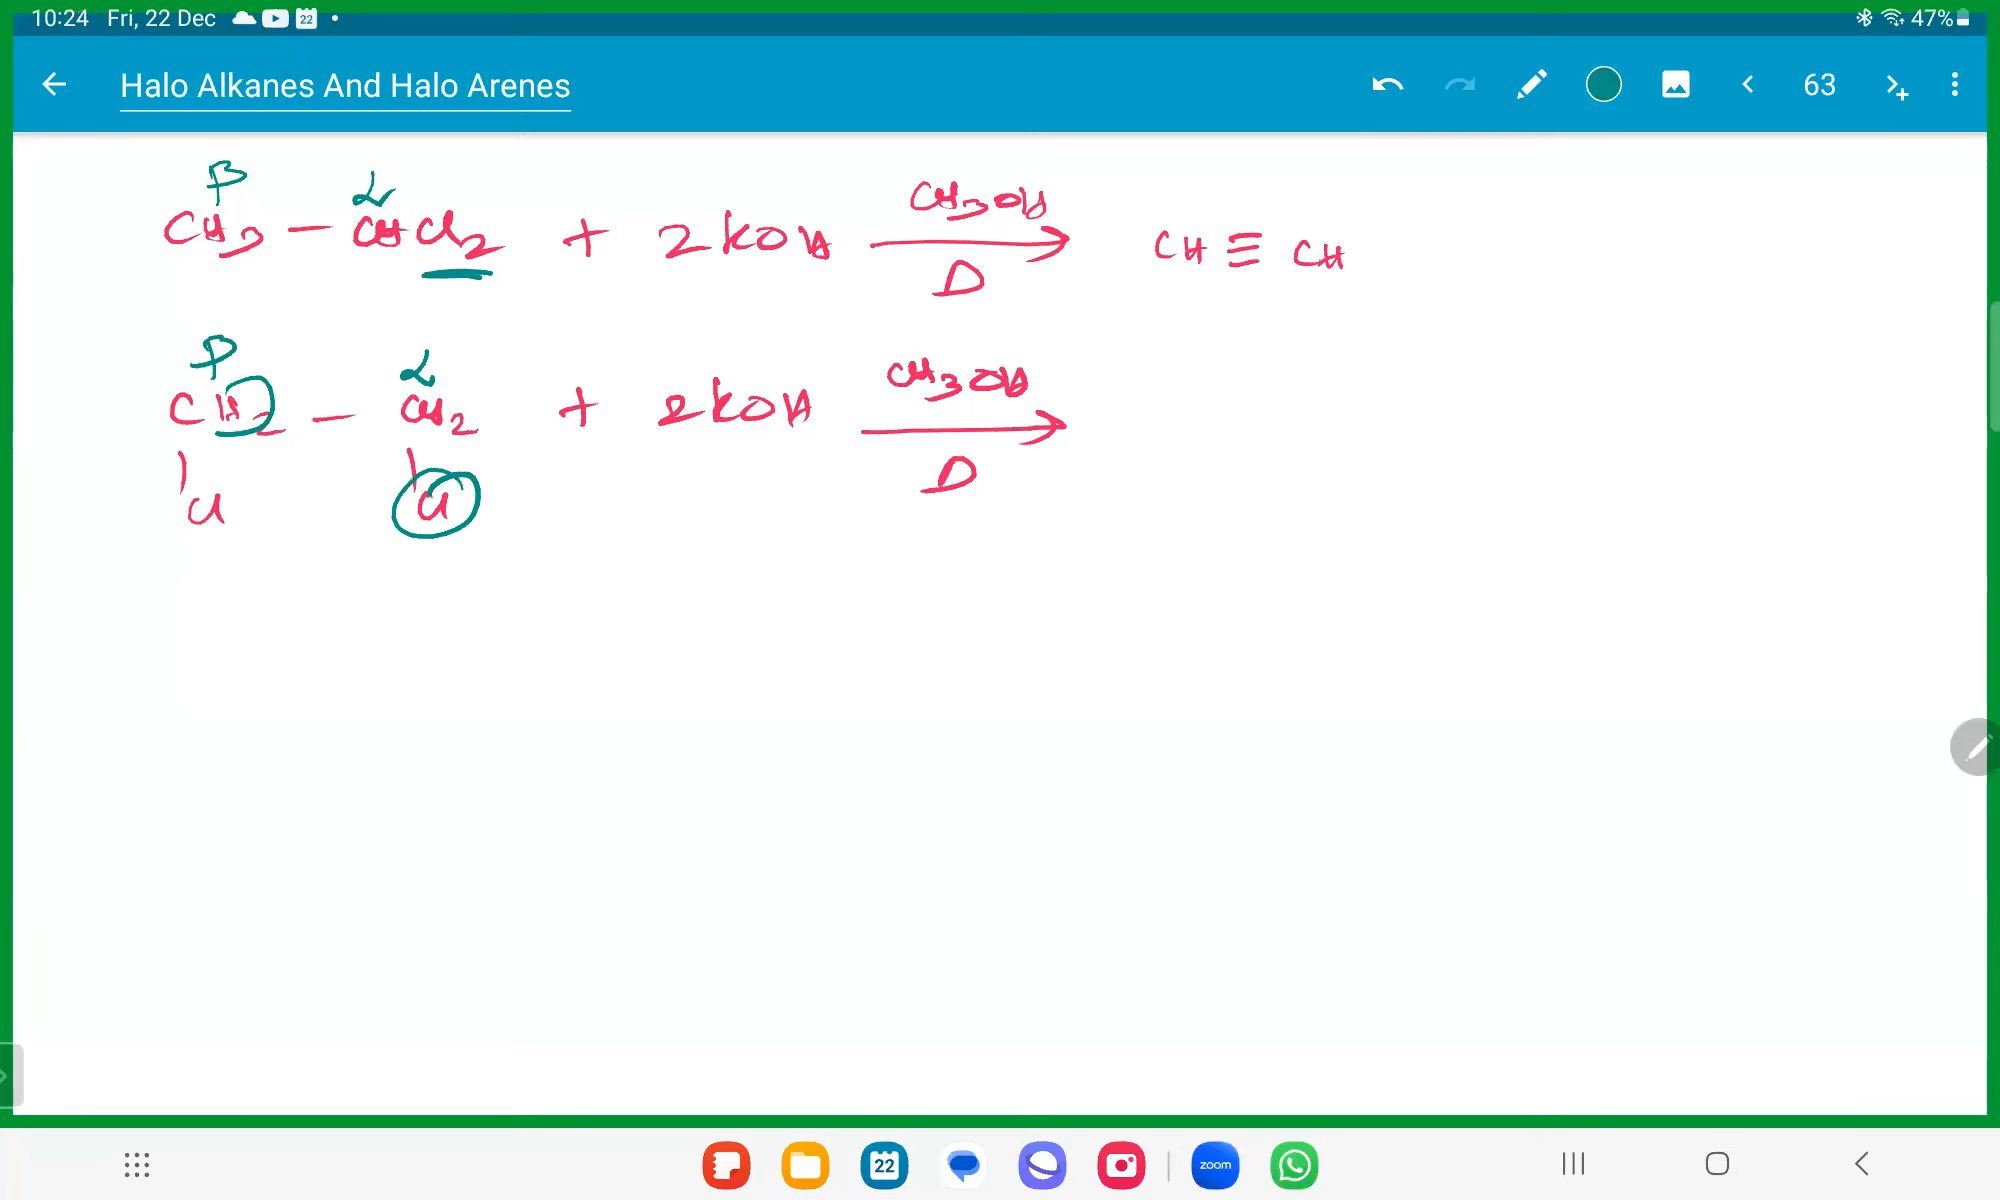 10:24 Fri, 22 Dec 22 47%
Halo Alkanes And Halo Arenes 63
β α
CH3 - CHCl2 + 2KOH CH3OH Δ CH ≡ CH
β α
CH2 - CH2 + 2KOH CH3OH Δ
Cl Cl
22 zoom